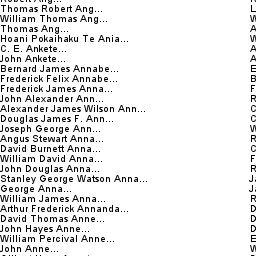 Thomas Robert Ang... L
William Thomas Ang... W
Thomas Ang... A
Hoani Pokaihaku Te Ania... W
C. E. Ankete... A
John Ankete... A
Bernard James Annabe... E
Frederick Felix Annabe... B
Frederick James Anna... F
John Alexander Ann... R
Alexander James Wilson Ann... C
Douglas James F. Ann... C
Joseph George Ann... W
Angus Stewart Anna... R
David Burnett Anna... C
William David Anna... F
John Douglas Anna... R
Stanley George Watson Anna... J
George Anna... J
William James Anna... R
Arthur Frederick Annanda... D
David Thomas Anne... D
John Hayes Anne... D
William Percival Anne... E
John Anne... W